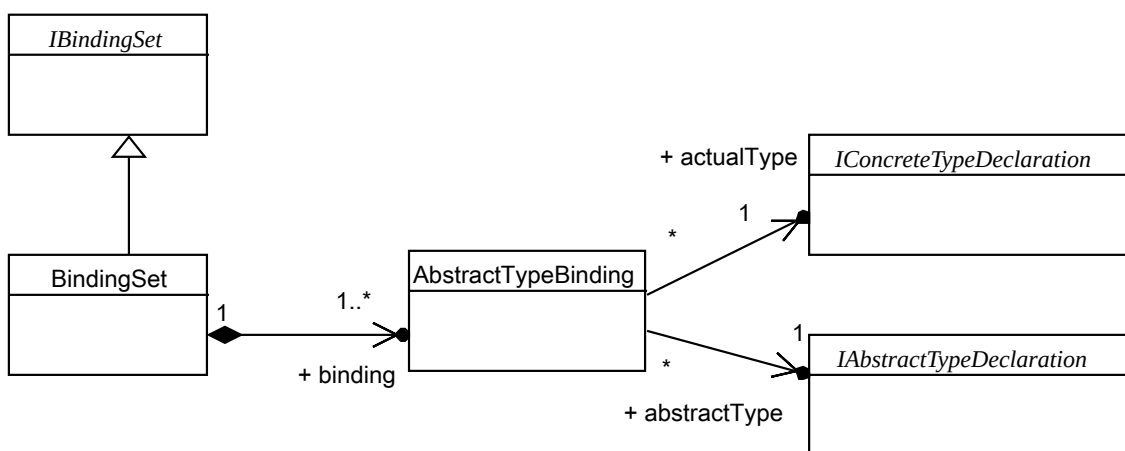 IBindingSet
+ actualType
IConcreteTypeDeclaration
1
*
BindingSet
AbstractTypeBinding
1
1..*
+ binding
1
*
IAbstractTypeDeclaration
+ abstractType